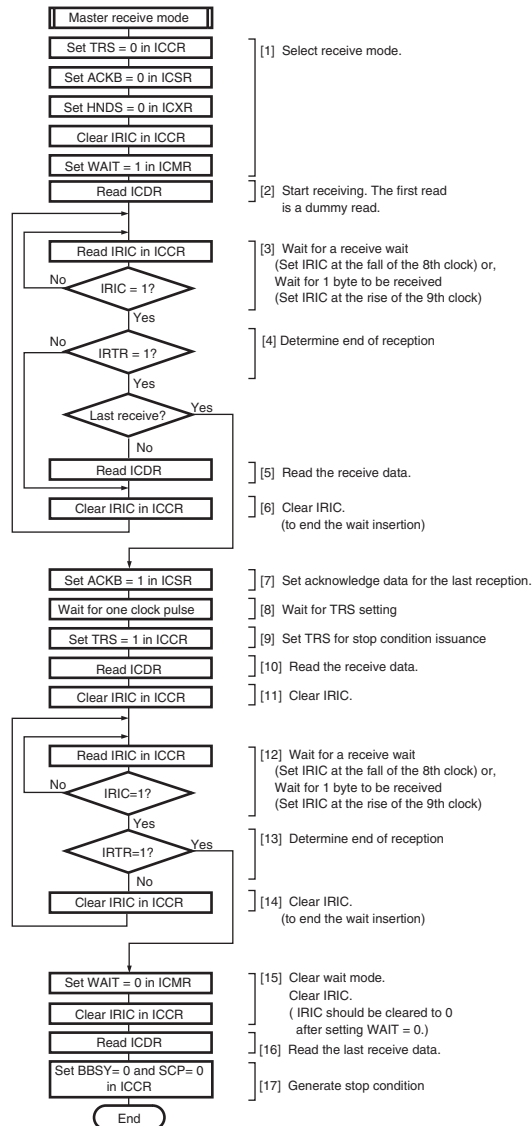 Master receive mode
Set TRS = 0 in ICCR
[1] Select receive mode.
Set ACKB = 0 in ICSR
Set HNDS = 0 in ICXR
Clear IRIC in ICCR
Set WAIT = 1 in ICMR
Read ICDR
[2] Start receiving. The first read
is a dummy read.
Read IRIC in ICCR
[3] Wait for a receive wait
(Set IRIC at the fall of the 8th clock) or,
Wait for 1 byte to be received
(Set IRIC at the rise of the 9th clock)
No
IRIC = 1?
Yes
No
IRTR = 1?
[4] Determine end of reception
Yes
Last receive?
Yes
No
Read ICDR
[5] Read the receive data.
Clear IRIC in ICCR
[6] Clear IRIC.
(to end the wait insertion)
Set ACKB = 1 in ICSR
[7] Set acknowledge data for the last reception.
Wait for one clock pulse
[8] Wait for TRS setting
Set TRS = 1 in ICCR
[9] Set TRS for stop condition issuance
Read ICDR
[10] Read the receive data.
Clear IRIC in ICCR
[11] Clear IRIC.
Read IRIC in ICCR
[12] Wait for a receive wait
(Set IRIC at the fall of the 8th clock) or,
Wait for 1 byte to be received
(Set IRIC at the rise of the 9th clock)
No
IRIC=1?
Yes
IRTR=1?
Yes
[13] Determine end of reception
No
Clear IRIC in ICCR
[14] Clear IRIC.
(to end the wait insertion)
Set WAIT = 0 in ICMR
[15] Clear wait mode.
Clear IRIC.
( IRIC should be cleared to 0
after setting WAIT = 0.)
Clear IRIC in ICCR
Read ICDR
[16] Read the last receive data.
Set BBSY= 0 and SCP= 0
in ICCR
[17] Generate stop condition
End